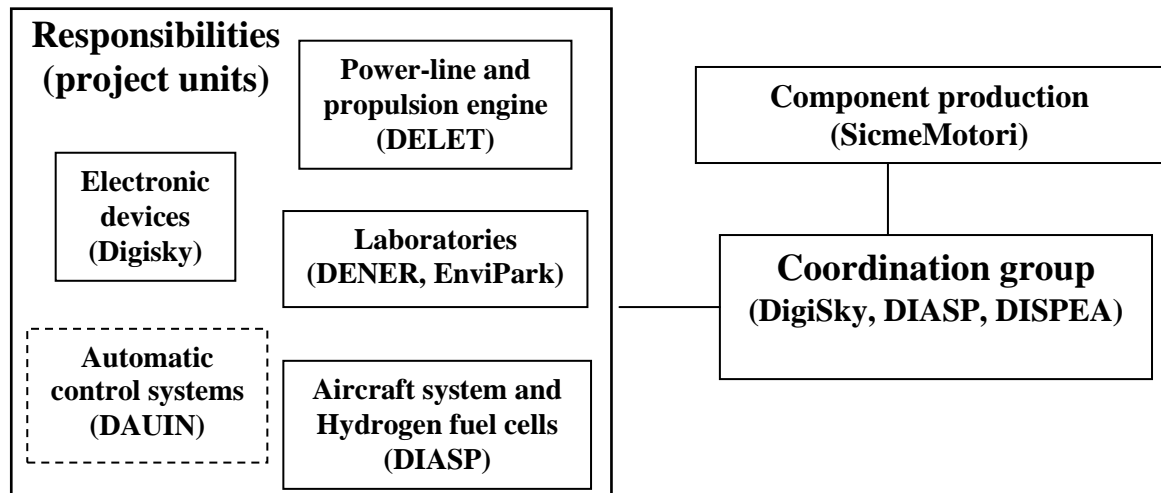 Responsibilities
(project units)
Power-line and
propulsion engine
(DELET)
Electronic
devices
(Digisky)
Laboratories
(DENER, EnviPark)
Automatic
control systems
(DAUIN)
Aircraft system and
Hydrogen fuel cells
(DIASP)
Component production
(SicmeMotori)
Coordination group
(DigiSky, DIASP, DISPEA)